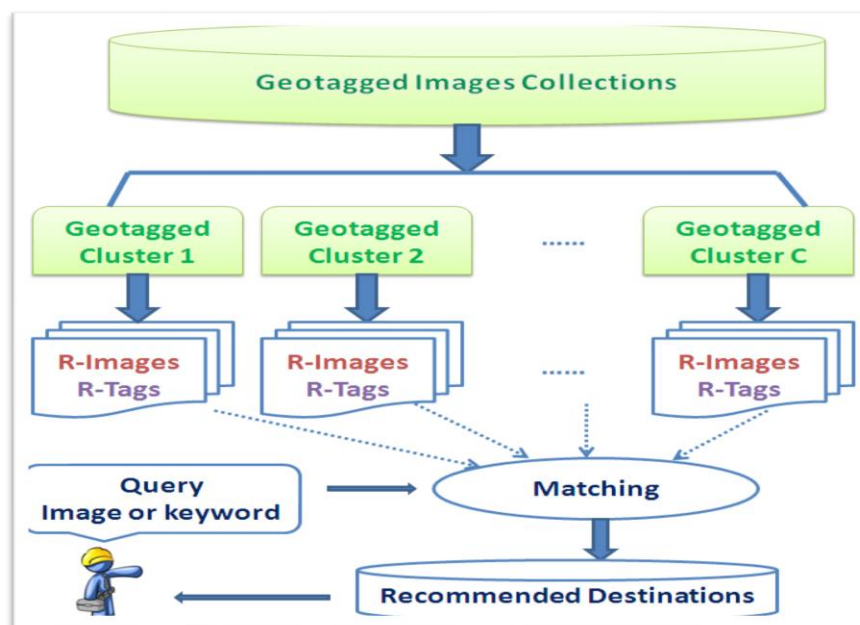 Geotagged Images Collections
Geotagged
Cluster 1
Geotagged
Cluster 2
......
Geotagged
Cluster C
R-Images
R-Tags
R-Images
R-Tags
......
R-Images
R-Tags
Query
Image or keyword
Matching
Recommended Destinations